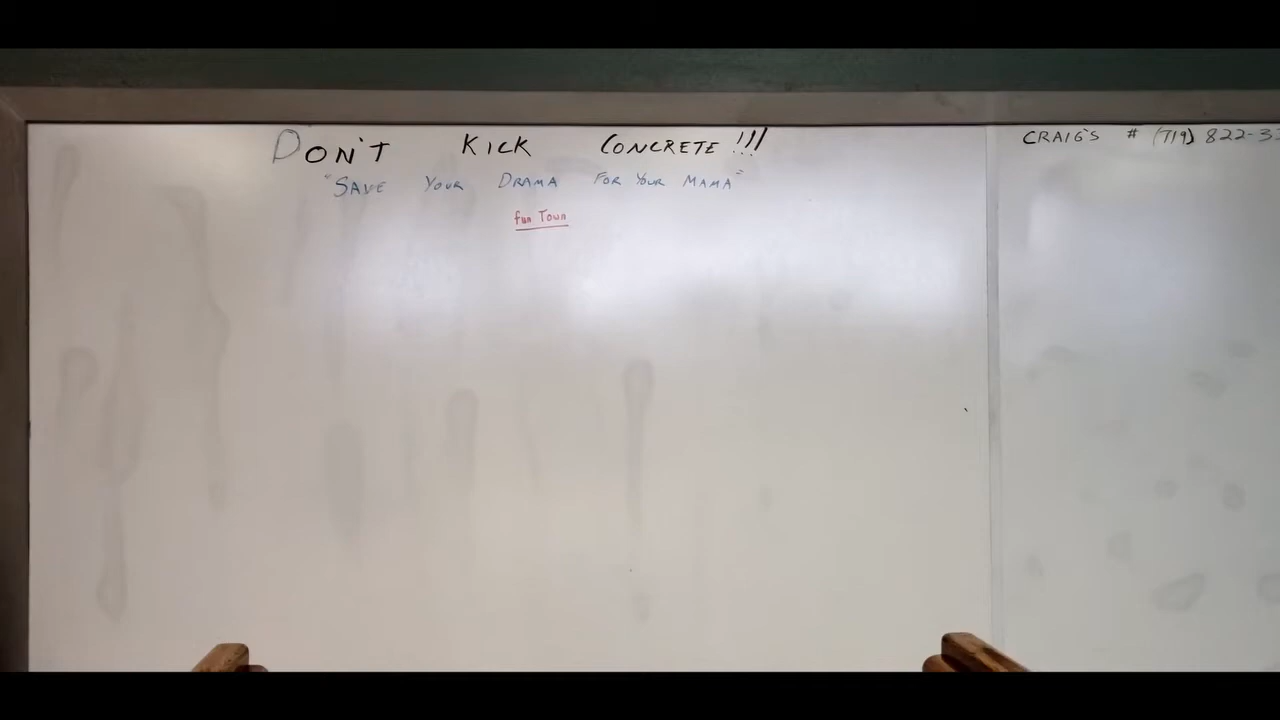 DON'T KICK CONCRETE!!!
"SAVE YOUR DRAMA FOR YOUR MAMA"
fun Town
CRAIG'S # (719) 822-3